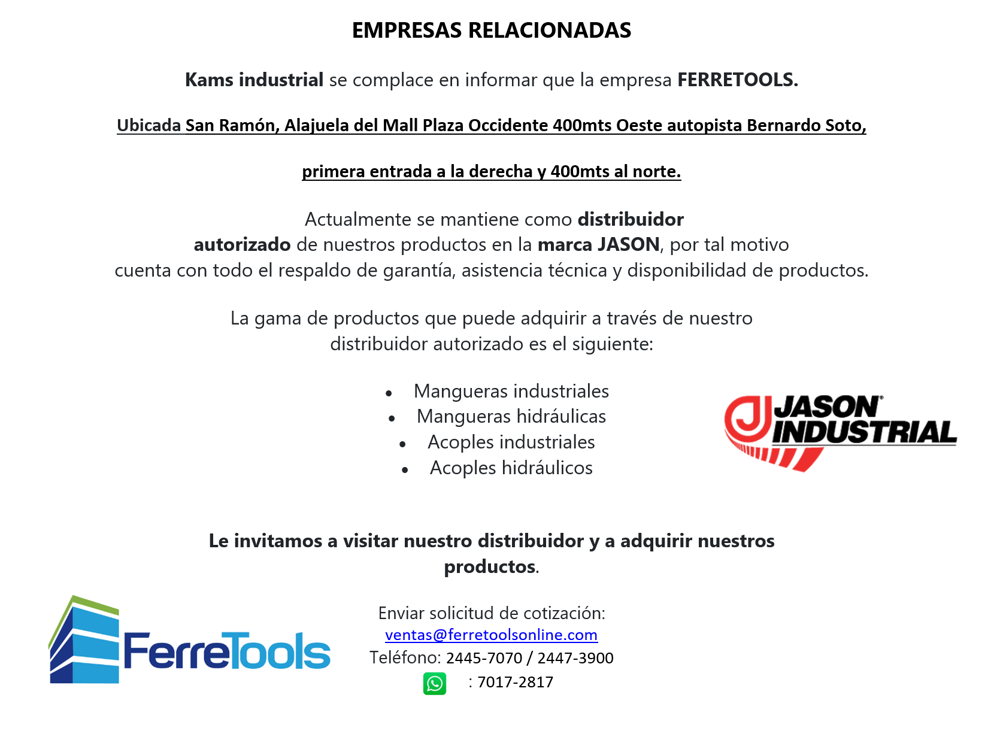 EMPRESAS RELACIONADAS
Kams industrial se complace en informar que la empresa FERRETOOLS.
Ubicada San Ramón, Alajuela del Mall Plaza Occidente 400mts Oeste autopista Bernardo Soto,
primera entrada a la derecha y 400mts al norte.
Actualmente se mantiene como distribuidor
autorizado de nuestros productos en la marca JASON, por tal motivo
cuenta con todo el respaldo de garantía, asistencia técnica y disponibilidad de productos.
La gama de productos que puede adquirir a través de nuestro
distribuidor autorizado es el siguiente:
• Mangueras industriales
• Mangueras hidráulicas
• Acoples industriales
• Acoples hidráulicos
JASON®
INDUSTRIAL
Le invitamos a visitar nuestro distribuidor y a adquirir nuestros
productos.
FerreTools
Enviar solicitud de cotización:
ventas@ferretoolsonline.com
Teléfono: 2445-7070 / 2447-3900
: 7017-2817